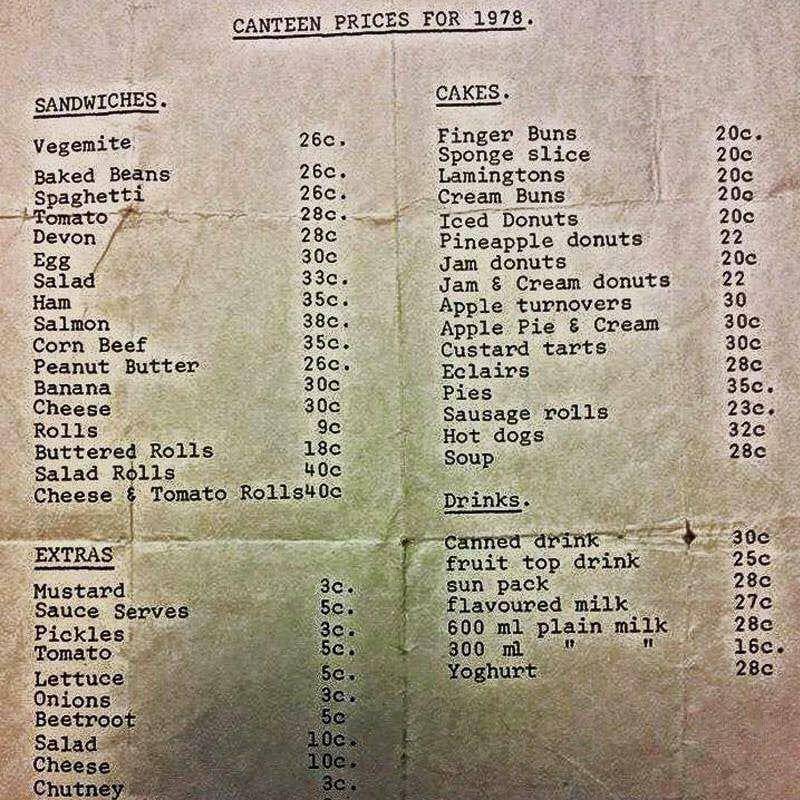 CANTEEN PRICES FOR 1978.
SANDWICHES.
Vegemite 26c.
Baked Beans 26c.
Spaghetti 26c.
Tomato 28c.
Devon 28c
Egg 30c
Salad 33c.
Ham 35c.
Salmon 38c.
Corn Beef 35c.
Peanut Butter 26c.
Banana 30c
Cheese 30c
Rolls 9c
Buttered Rolls 18c
Salad Rolls 40c
Cheese & Tomato Rolls40c
EXTRAS
Mustard 3c.
Sauce Serves 5c.
Pickles 3c.
Tomato 5c.
Lettuce 5c.
Onions 3c.
Beetroot 5c
Salad 10c.
Cheese 10c.
Chutney 3c.
CAKES.
Finger Buns 20c.
Sponge slice 20c
Lamingtons 20c
Cream Buns 20c
Iced Donuts 20c
Pineapple donuts 22
Jam donuts 20c
Jam & Cream donuts 22
Apple turnovers 30
Apple Pie & Cream 30c
Custard tarts 30c
Eclairs 28c
Pies 35c.
Sausage rolls 23c.
Hot dogs 32c
Soup 28c
Drinks.
Canned drink 30c
fruit top drink 25c
sun pack 28c
flavoured milk 27c
600 ml plain milk 28c
300 ml " " 16c.
Yoghurt 28c